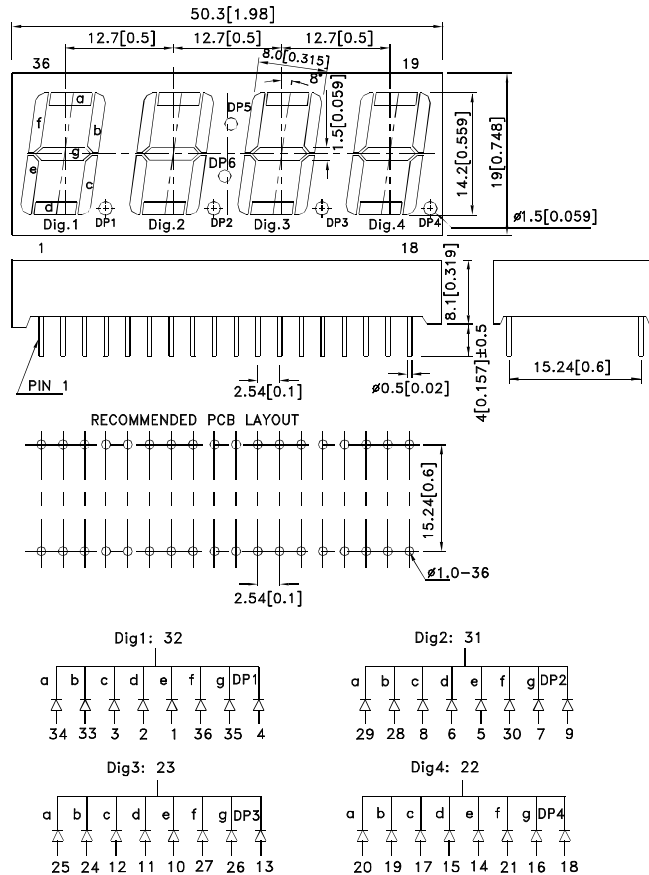 50.3[1.98]
12.7[0.5] 12.7[0.5] 12.7[0.5]
8.0[0.315]
36 8° 19
a
f b DP5 1.5[0.059]
g
e c DP6
d
14.2[0.559]
19[0.748]
Dig.1 DP1 Dig.2 DP2 Dig.3 DP3 Dig.4 DP4
ø1.5[0.059]
1 18
8.1[0.319]
PIN 1
2.54[0.1]
ø0.5[0.02]
4[0.157]±0.5
15.24[0.6]
RECOMMENDED PCB LAYOUT
15.24[0.6]
2.54[0.1]
ø1.0-36
Dig1: 32
a b c d e f g DP1
34 33 3 2 1 36 35 4
Dig2: 31
a b c d e f g DP2
29 28 8 6 5 30 7 9
Dig3: 23
a b c d e f g DP3
25 24 12 11 10 27 26 13
Dig4: 22
a b c d e f g DP4
20 19 17 15 14 21 16 18